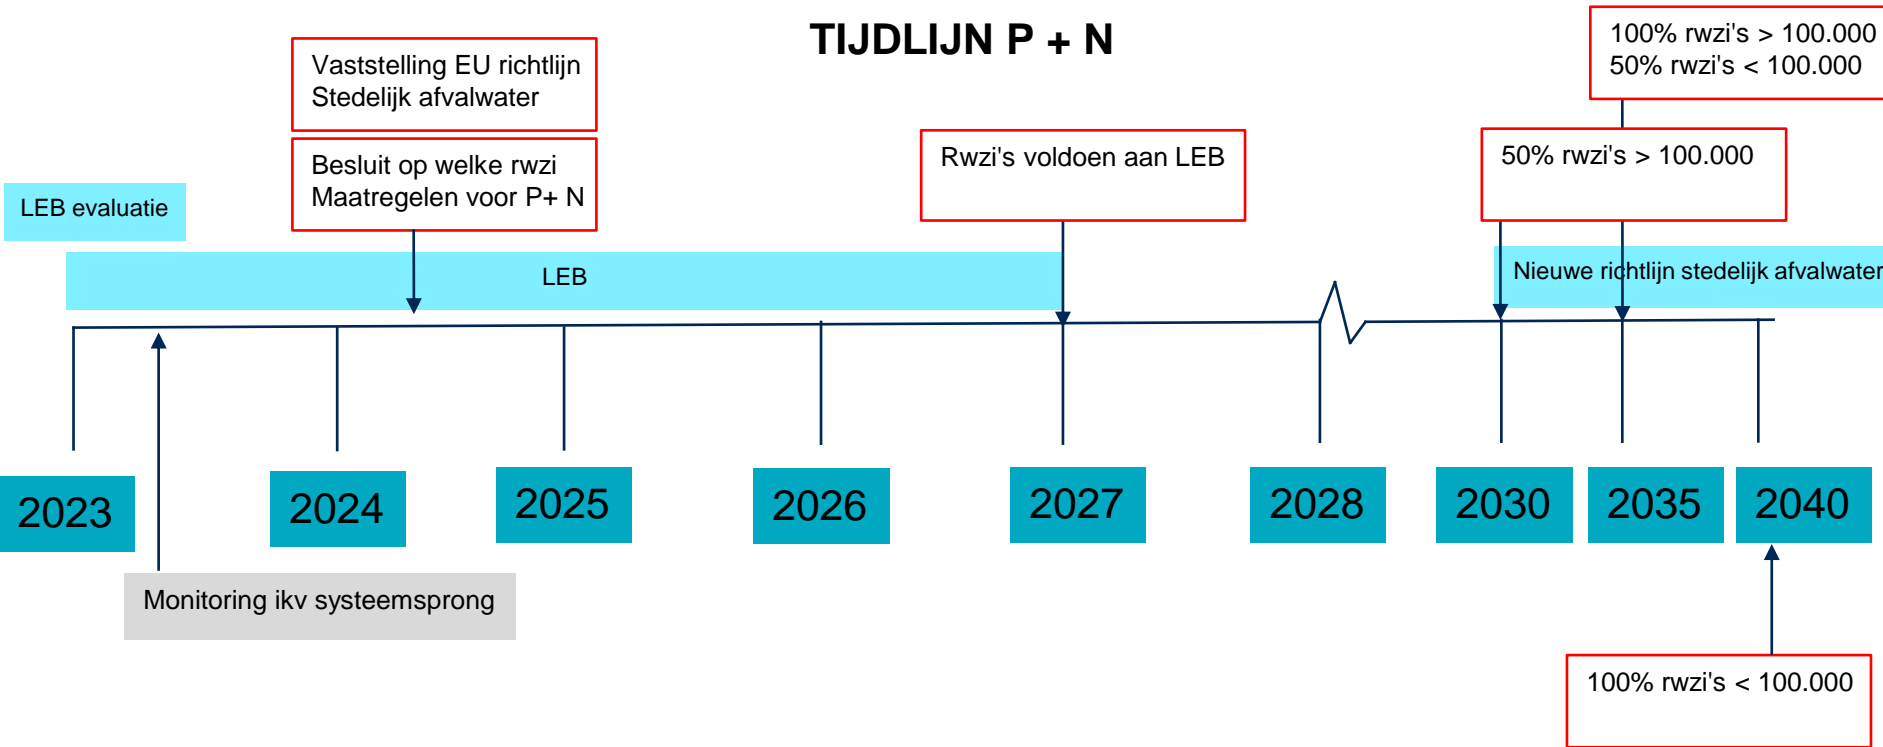 TIJDLIJN P + N
Vaststelling EU richtlijn
Stedelijk afvalwater
100% rwzi's > 100.000
50% rwzi's < 100.000
Besluit op welke rwzi
Maatregelen voor P+ N
Rwzi's voldoen aan LEB
50% rwzi's > 100.000
LEB evaluatie
LEB
Nieuwe richtlijn stedelijk afvalwater
2023
2024
2025
2026
2027
2028
2030
2035
2040
Monitoring ikv systeemsprong
100% rwzi's < 100.000